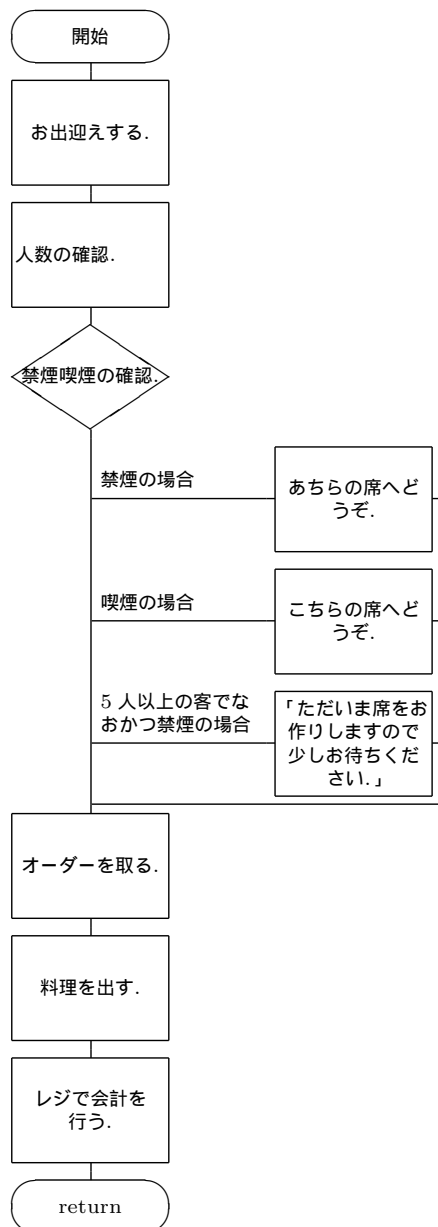 開始
お出迎えする.
人数の確認.
禁煙喫煙の確認.
禁煙の場合
あちらの席へど
うぞ.
喫煙の場合
こちらの席へど
うぞ.
5 人以上の客でな
おかつ禁煙の場合
「ただいま席をお
作りしますので
少しお待ちくだ
さい.」
オーダーを取る.
料理を出す.
レジで会計を
行う.
return